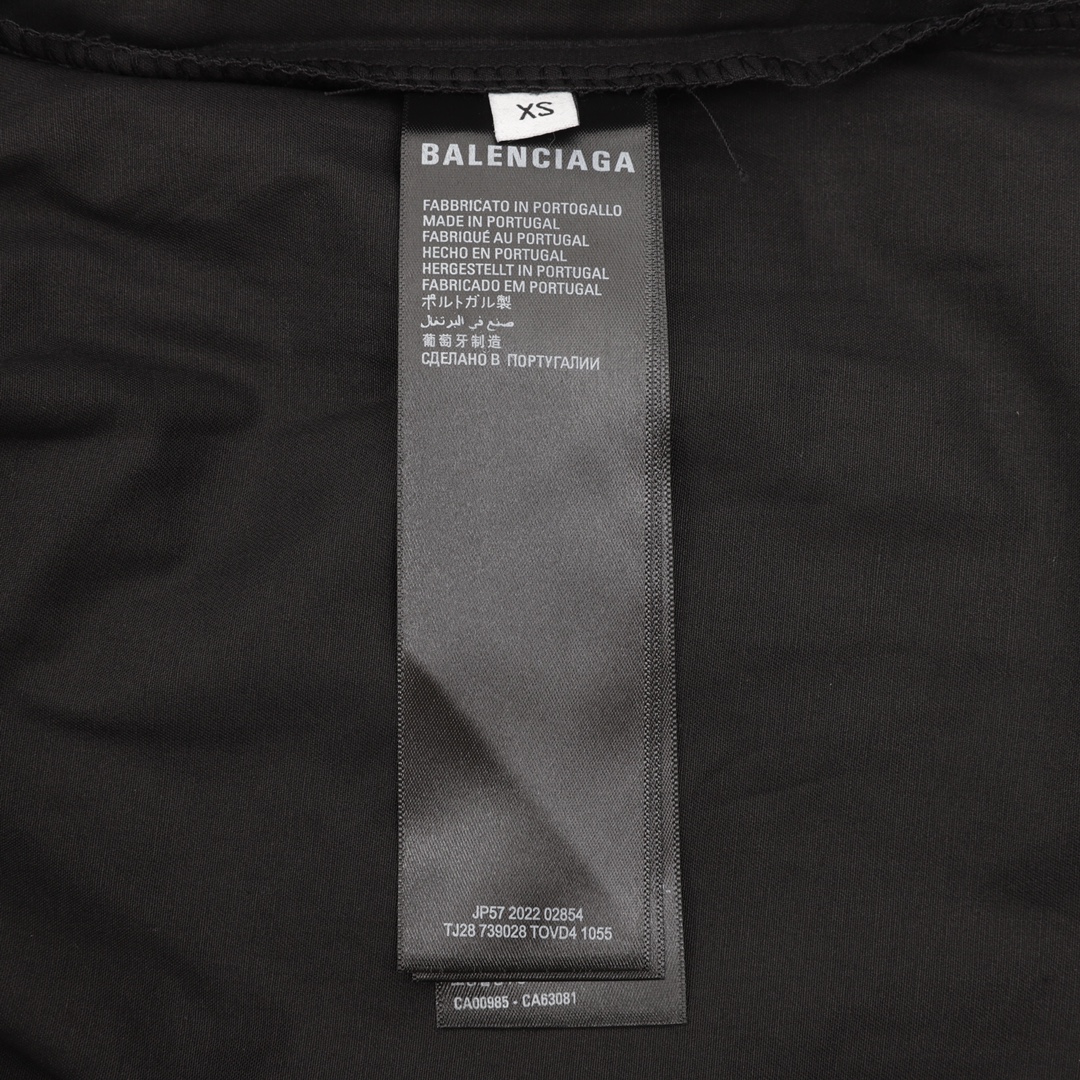 XS
BALENCIAGA
FABBRICATO IN PORTOGALLO
MADE IN PORTUGAL
FABRIQUÉ AU PORTUGAL
HECHO EN PORTUGAL
HERGESTELLT IN PORTUGAL
FABRICADO EM PORTUGAL
ポルトガル製
صنع في البرتغال
葡萄牙制造
СДЕЛАНО В ПОРТУГАЛИИ
JP57 2022 02854
TJ28 739028 TOVD4 1055
CA00985 - CA63081